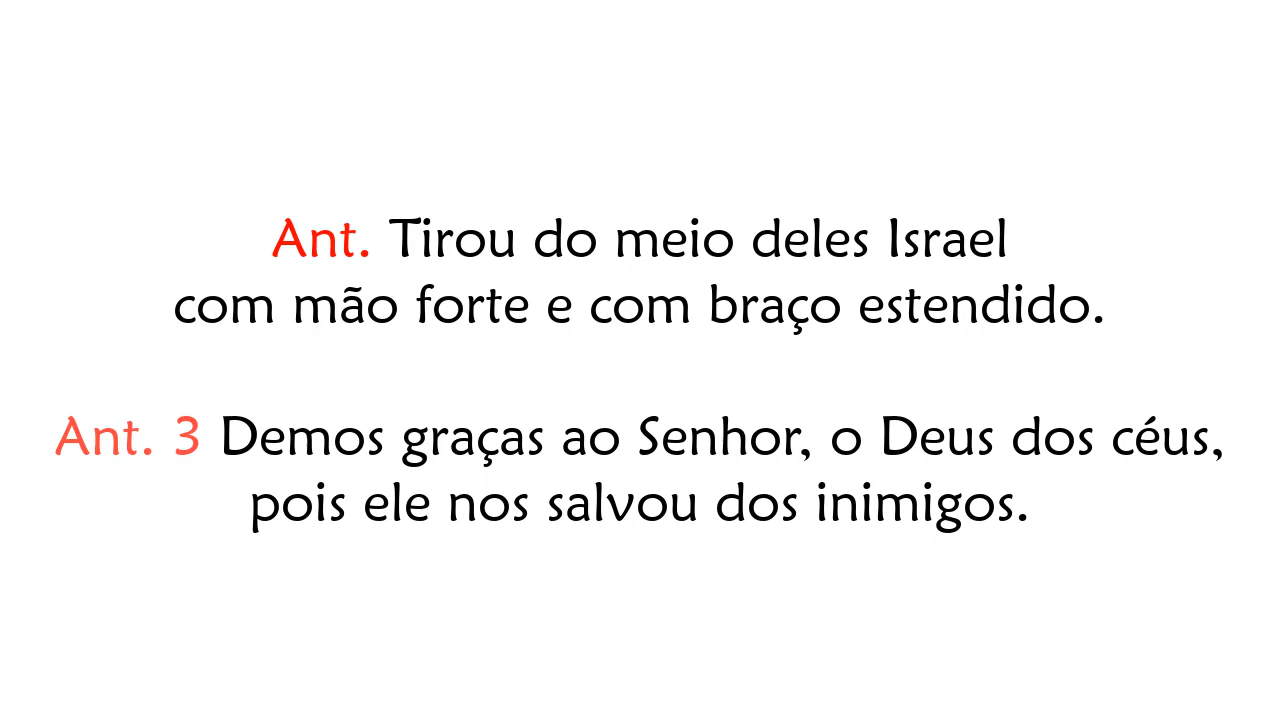 Ant. Tirou do meio deles Israel
com mão forte e com braço estendido.
Ant. 3 Demos graças ao Senhor, o Deus dos céus,
pois ele nos salvou dos inimigos.